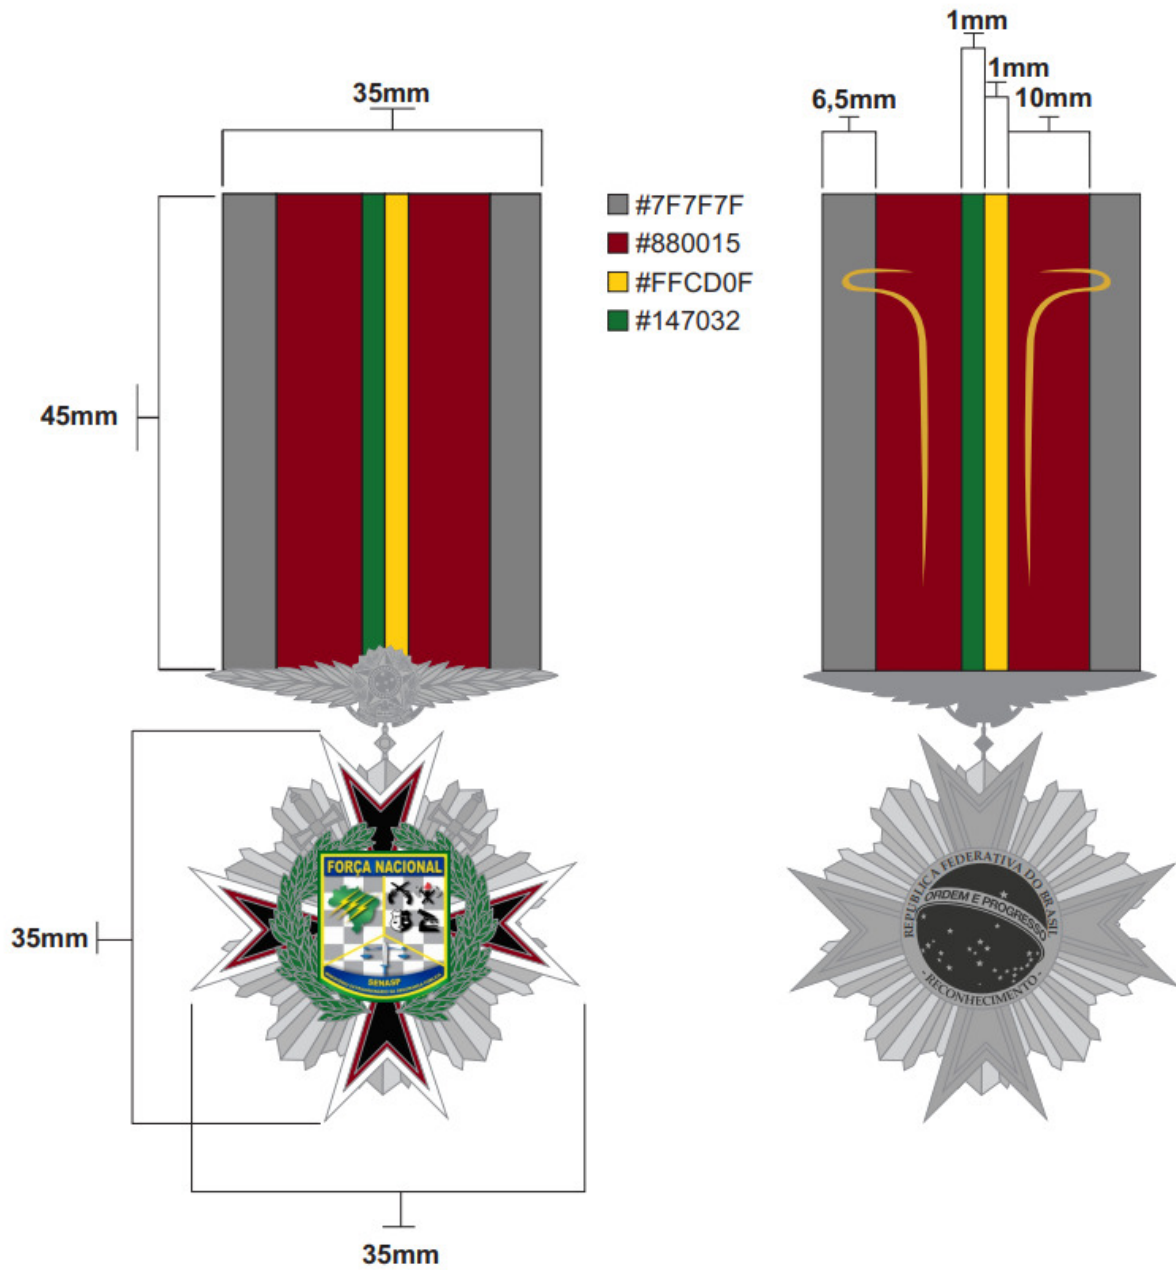 1mm
1mm
35mm
6,5mm
10mm
#7F7F7F
#880015
#FFCD0F
#147032
45mm
FORÇA NACIONAL
SENASP
REPÚBLICA FEDERATIVA DO BRASIL
ORDEM E PROGRESSO
- RECONHECIMENTO -
35mm
35mm